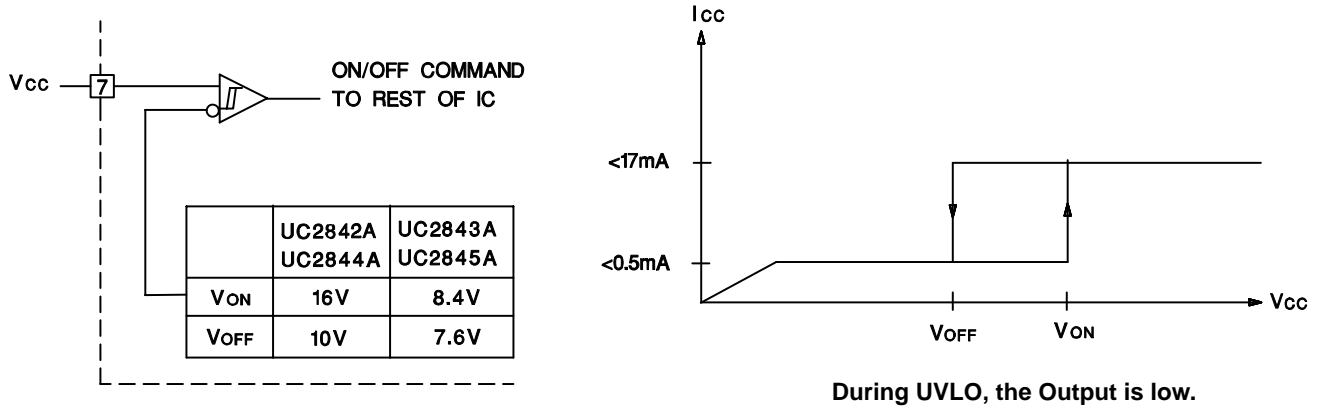 Vcc
7
ON/OFF COMMAND
TO REST OF IC
UC2842A UC2843A
UC2844A UC2845A
VON 16V 8.4V
VOFF 10V 7.6V
Icc
<17mA
<0.5mA
Vcc
VOFF VON
During UVLO, the Output is low.